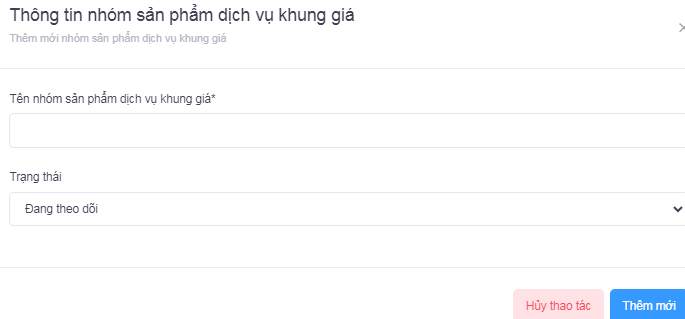 Thông tin nhóm sản phẩm dịch vụ khung giá
Thêm mới nhóm sản phẩm dịch vụ khung giá
Tên nhóm sản phẩm dịch vụ khung giá*
Trạng thái
Đang theo dõi
Hủy thao tác
Thêm mới